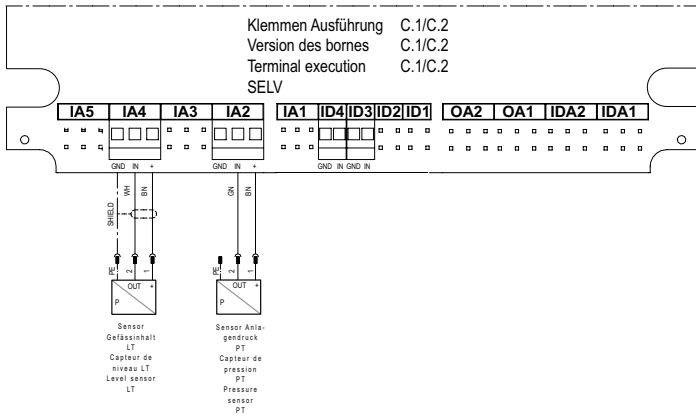 Klemmen Ausführung C.1/C.2
Version des bornes C.1/C.2
Terminal execution C.1/C.2
SELV
IA5 IA4 IA3 IA2 IA1 ID4 ID3 ID2 ID1 OA2 OA1 IDA2 IDA1
GND IN + GND IN + GND IN GND IN
SHIELD WH BN GN BN
PE 2 1 PE 2 1
OUT + OUT +
P P
Sensor
Gefässinhalt
LT
Capteur de
niveau LT
Level sensor
LT
Sensor Anla-
gendruck
PT
Capteur de
pression
PT
Pressure
sensor
PT